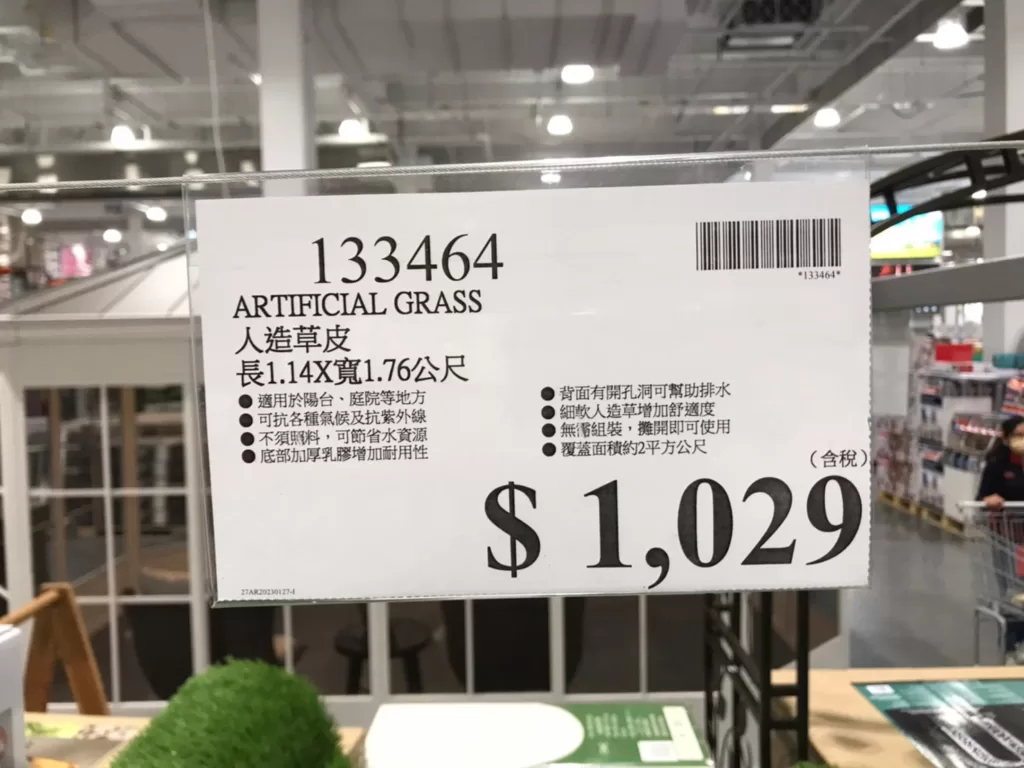 133464
*133464*
ARTIFICIAL GRASS
人造草皮
長1.14X寬1.76公尺
●適用於陽台、庭院等地方
●可抗各種氣候及抗紫外線
●不須照料，可節省水資源
●底部加厚乳膠增加耐用性
●背面有開孔洞可幫助排水
●細軟人造草增加舒適度
●無需組裝，攤開即可使用
●覆蓋面積約2平方公尺
(含稅)
$ 1,029
27AR20230127-I